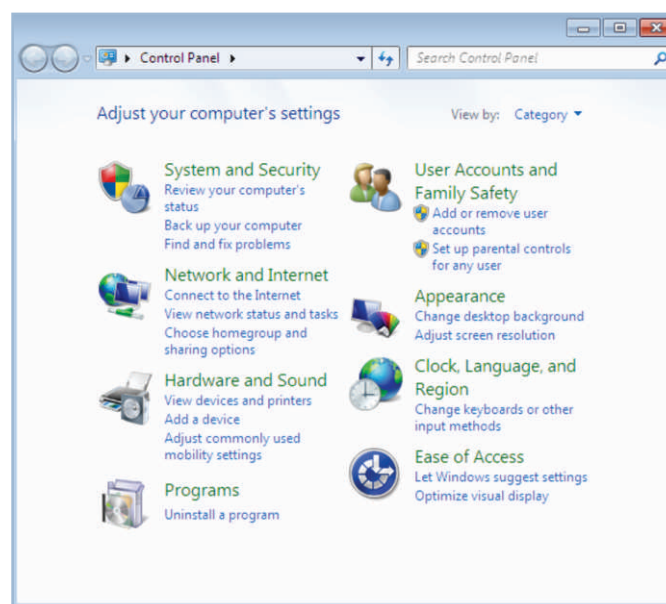 Control Panel
Search Control Panel
Adjust your computer's settings
View by: Category
System and Security
Review your computer's
status
Back up your computer
Find and fix problems
Network and Internet
Connect to the Internet
View network status and tasks
Choose homegroup and
sharing options
Hardware and Sound
View devices and printers
Add a device
Adjust commonly used
mobility settings
Programs
Uninstall a program
User Accounts and
Family Safety
Add or remove user
accounts
Set up parental controls
for any user
Appearance
Change desktop background
Adjust screen resolution
Clock, Language, and
Region
Change keyboards or other
input methods
Ease of Access
Let Windows suggest settings
Optimize visual display